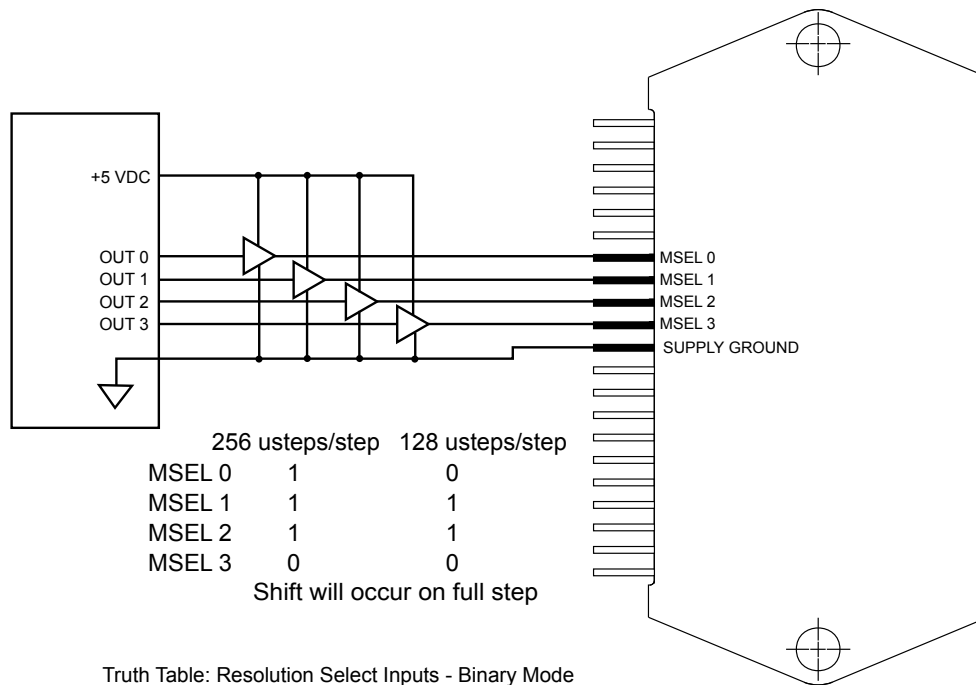 +5 VDC
OUT 0
OUT 1
OUT 2
OUT 3
MSEL 0
MSEL 1
MSEL 2
MSEL 3
SUPPLY GROUND
256 usteps/step 128 usteps/step
MSEL 0 1 0
MSEL 1 1 1
MSEL 2 1 1
MSEL 3 0 0
Shift will occur on full step
Truth Table: Resolution Select Inputs - Binary Mode